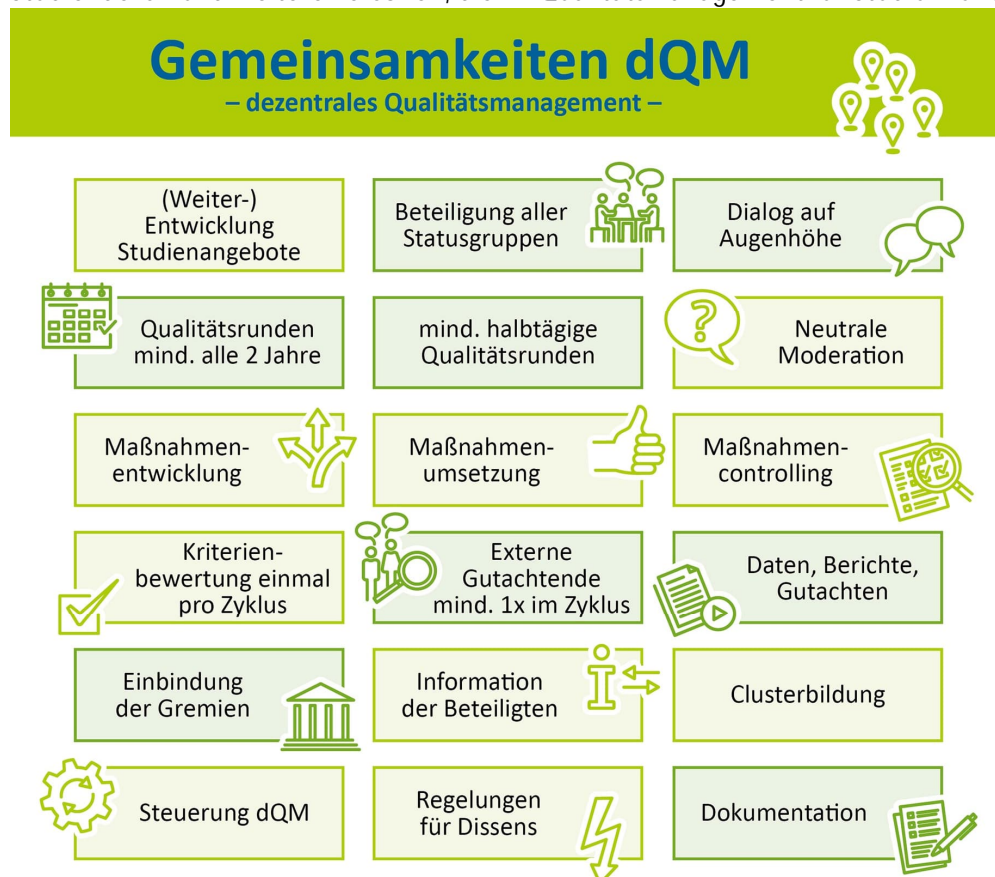 Gemeinsamkeiten dQM
– dezentrales Qualitätsmanagement –
(Weiter-)
Entwicklung
Studienangebote
Beteiligung aller
Statusgruppen
Dialog auf
Augenhöhe
Qualitätsrunden
mind. alle 2 Jahre
mind. halbtägige
Qualitätsrunden
Neutrale
Moderation
Maßnahmen-
entwicklung
Maßnahmen-
umsetzung
Maßnahmen-
controlling
Kriterien-
bewertung einmal
pro Zyklus
Externe
Gutachtende
mind. 1x im Zyklus
Daten, Berichte,
Gutachten
Einbindung
der Gremien
Information
der Beteiligten
Clusterbildung
Steuerung dQM
Regelungen
für Dissens
Dokumentation